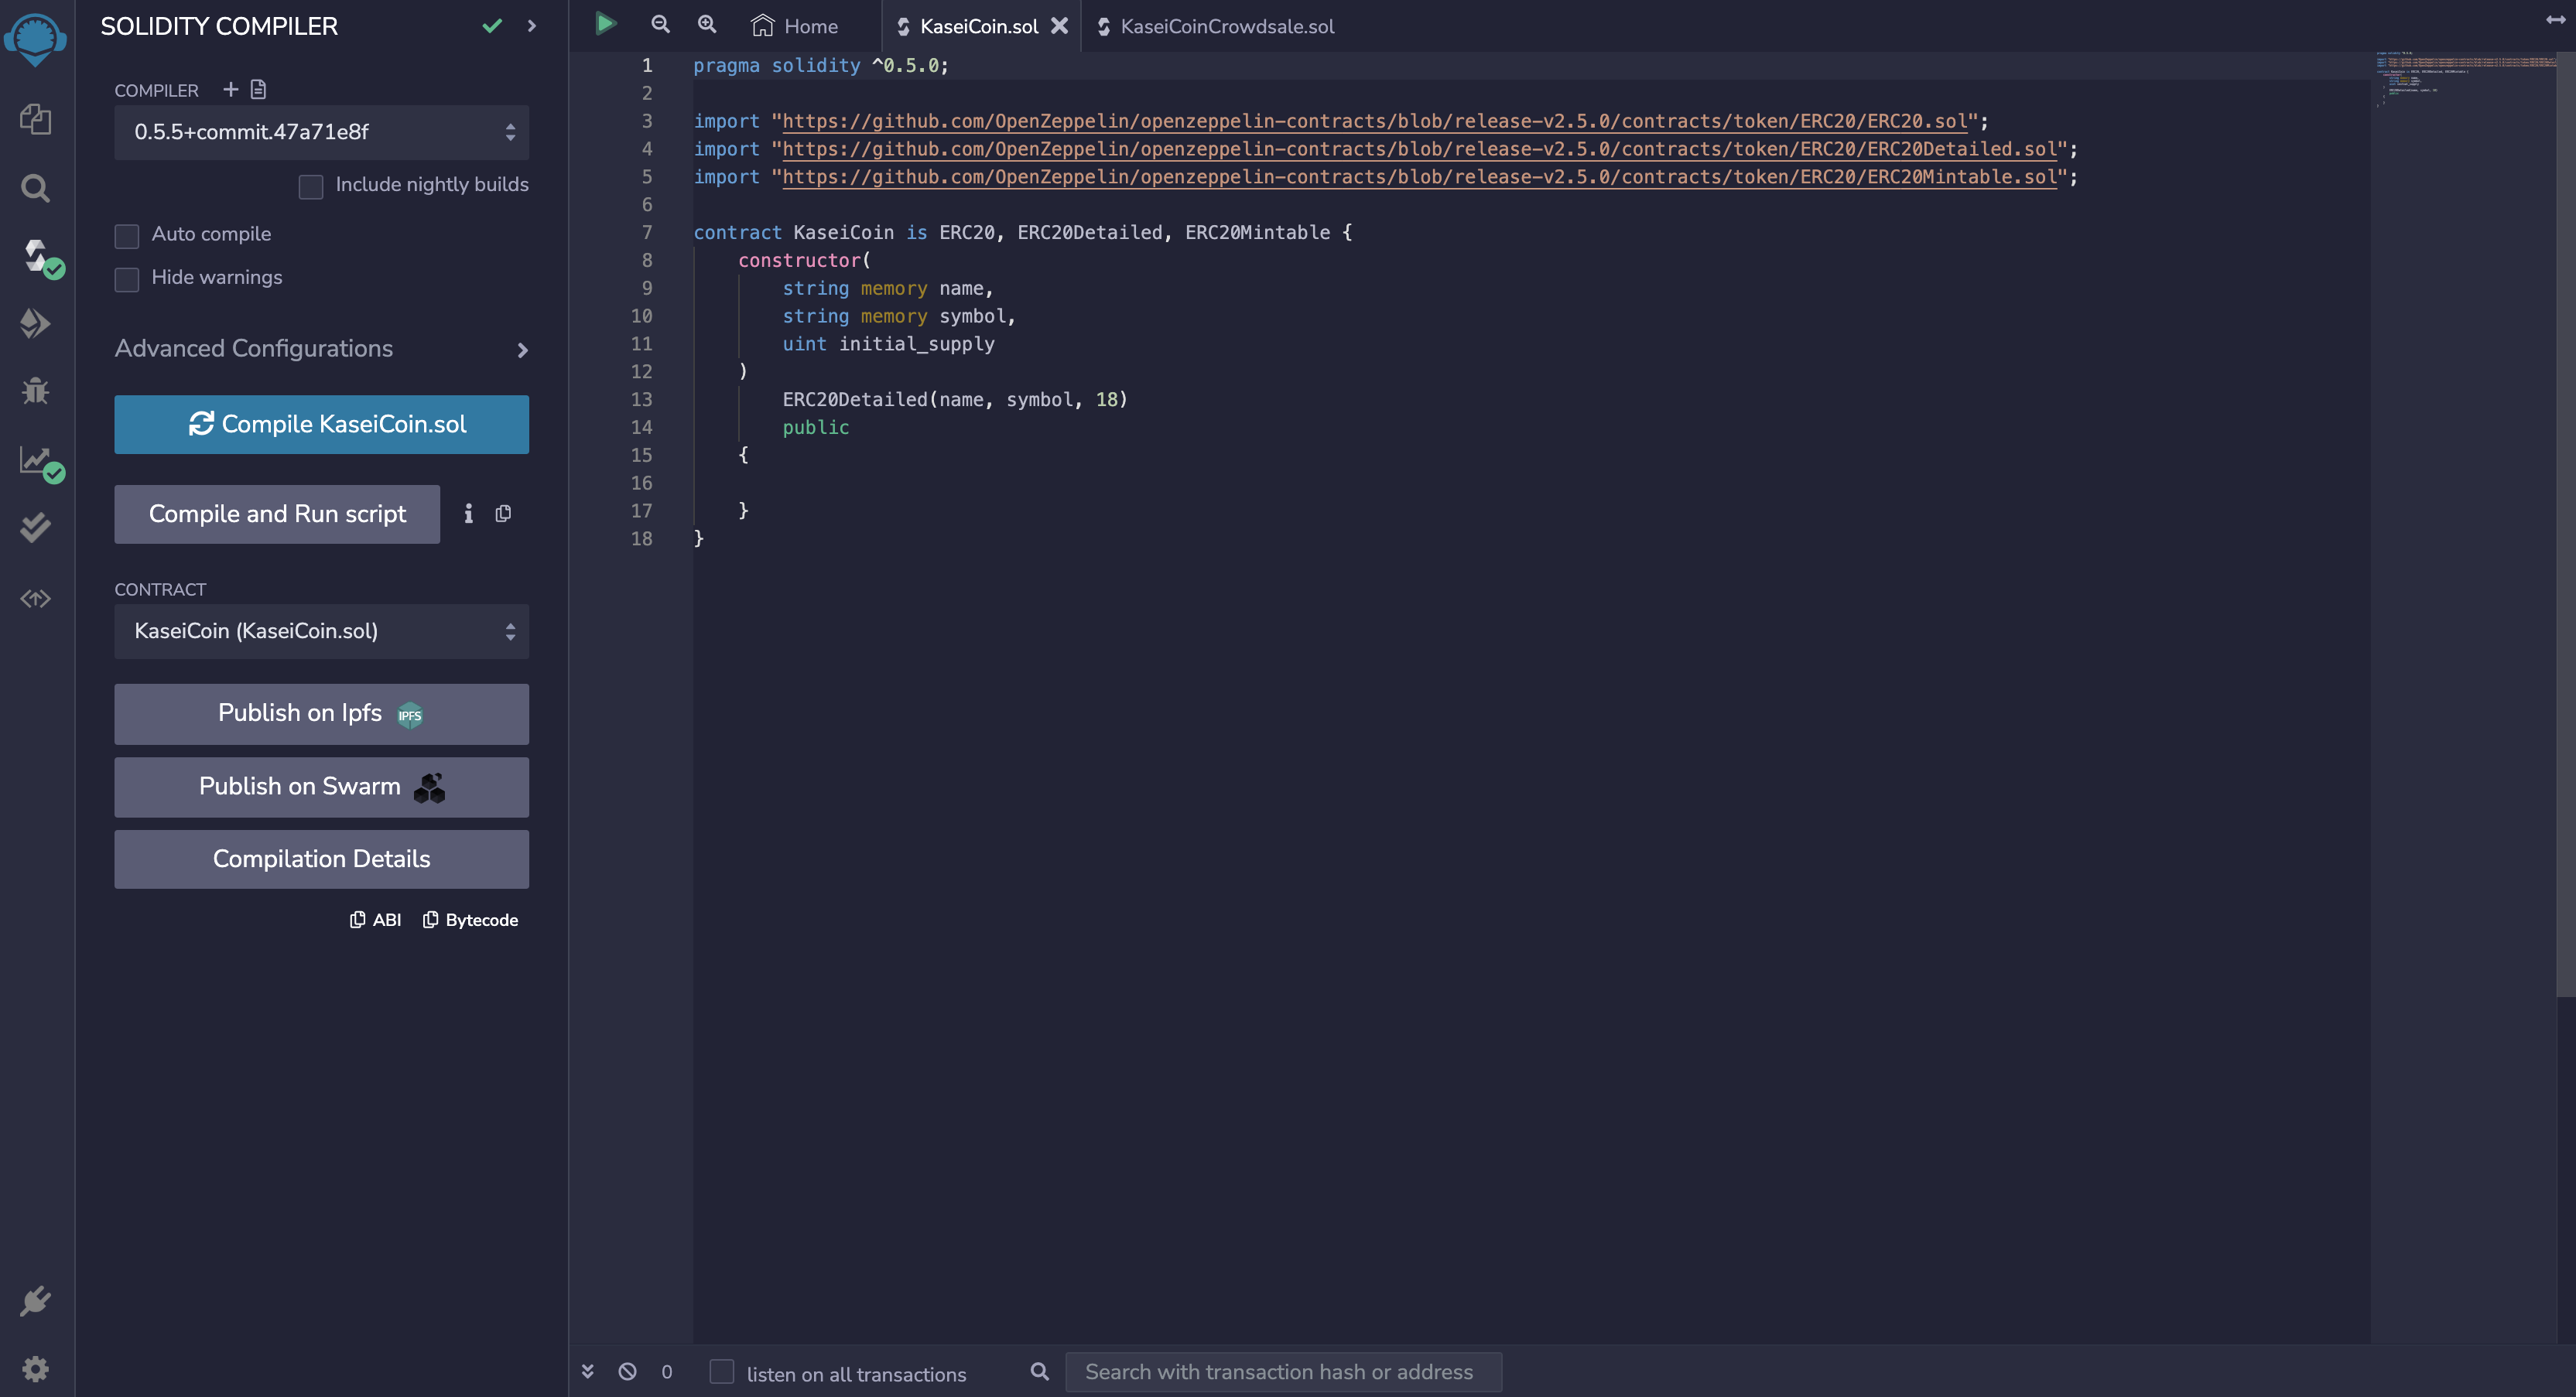 SOLIDITY COMPILER
COMPILER
0.5.5+commit.47a71e8f
Include nightly builds
Auto compile
Hide warnings
Advanced Configurations
Compile KaseiCoin.sol
Compile and Run script
CONTRACT
KaseiCoin (KaseiCoin.sol)
Publish on Ipfs IPFS
Publish on Swarm
Compilation Details
ABI Bytecode
Home KaseiCoin.sol KaseiCoinCrowdsale.sol
1 pragma solidity ^0.5.0;
2
3 import "https://github.com/OpenZeppelin/openzeppelin-contracts/blob/release-v2.5.0/contracts/token/ERC20/ERC20.sol";
4 import "https://github.com/OpenZeppelin/openzeppelin-contracts/blob/release-v2.5.0/contracts/token/ERC20/ERC20Detailed.sol";
5 import "https://github.com/OpenZeppelin/openzeppelin-contracts/blob/release-v2.5.0/contracts/token/ERC20/ERC20Mintable.sol";
6
7 contract KaseiCoin is ERC20, ERC20Detailed, ERC20Mintable {
8 constructor(
9 string memory name,
10 string memory symbol,
11 uint initial_supply
12 )
13 ERC20Detailed(name, symbol, 18)
14 public
15 {
16
17 }
18 }
0 listen on all transactions Search with transaction hash or address